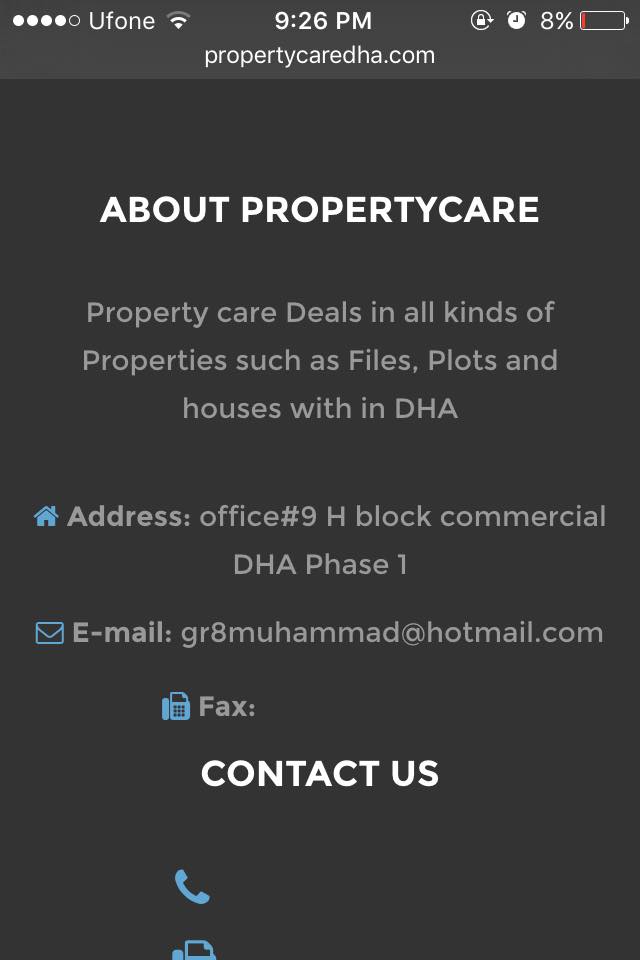 Ufone 9:26 PM 8%
propertycaredha.com
ABOUT PROPERTYCARE
Property care Deals in all kinds of
Properties such as Files, Plots and
houses with in DHA
Address: office#9 H block commercial
DHA Phase 1
E-mail: gr8muhammad@hotmail.com
Fax:
CONTACT US